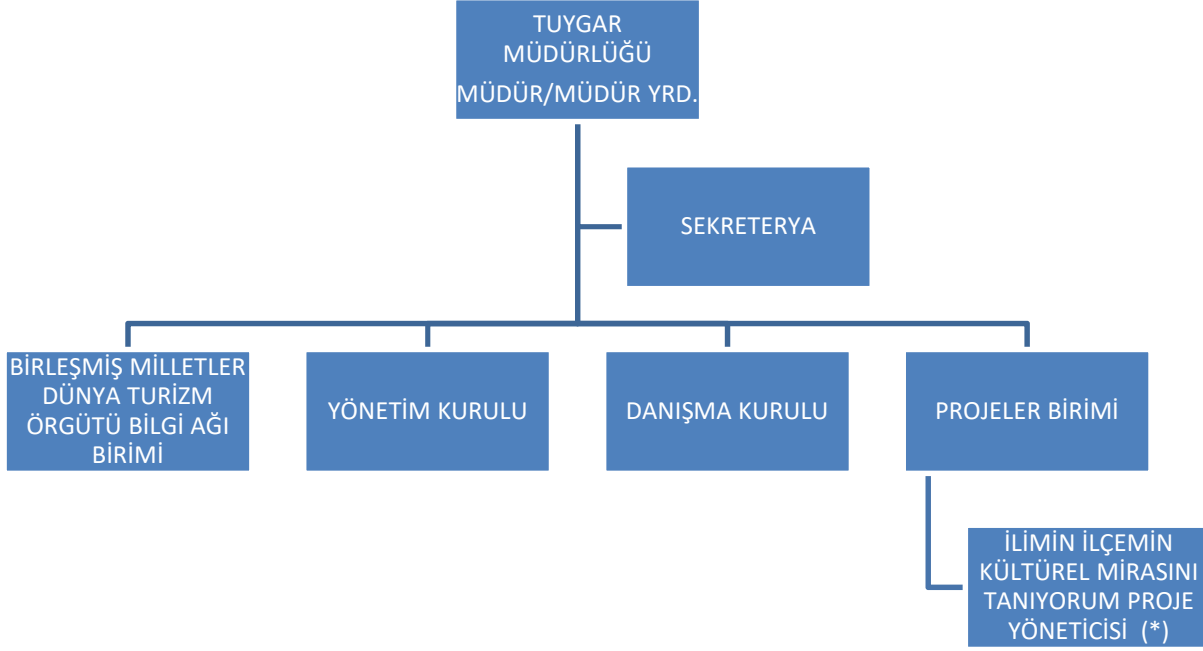 TUYGAR
MÜDÜRLÜĞÜ
MÜDÜR/MÜDÜR YRD.
SEKRETERYA
BİRLEŞMİŞ MİLLETLER
DÜNYA TURİZM
ÖRGÜTÜ BİLGİ AĞI
BİRİMİ
YÖNETİM KURULU
DANIŞMA KURULU
PROJELER BİRİMİ
İLİMİN İLÇEMİN
KÜLTÜREL MİRASINI
TANIYORUM PROJE
YÖNETİCİSİ (*)